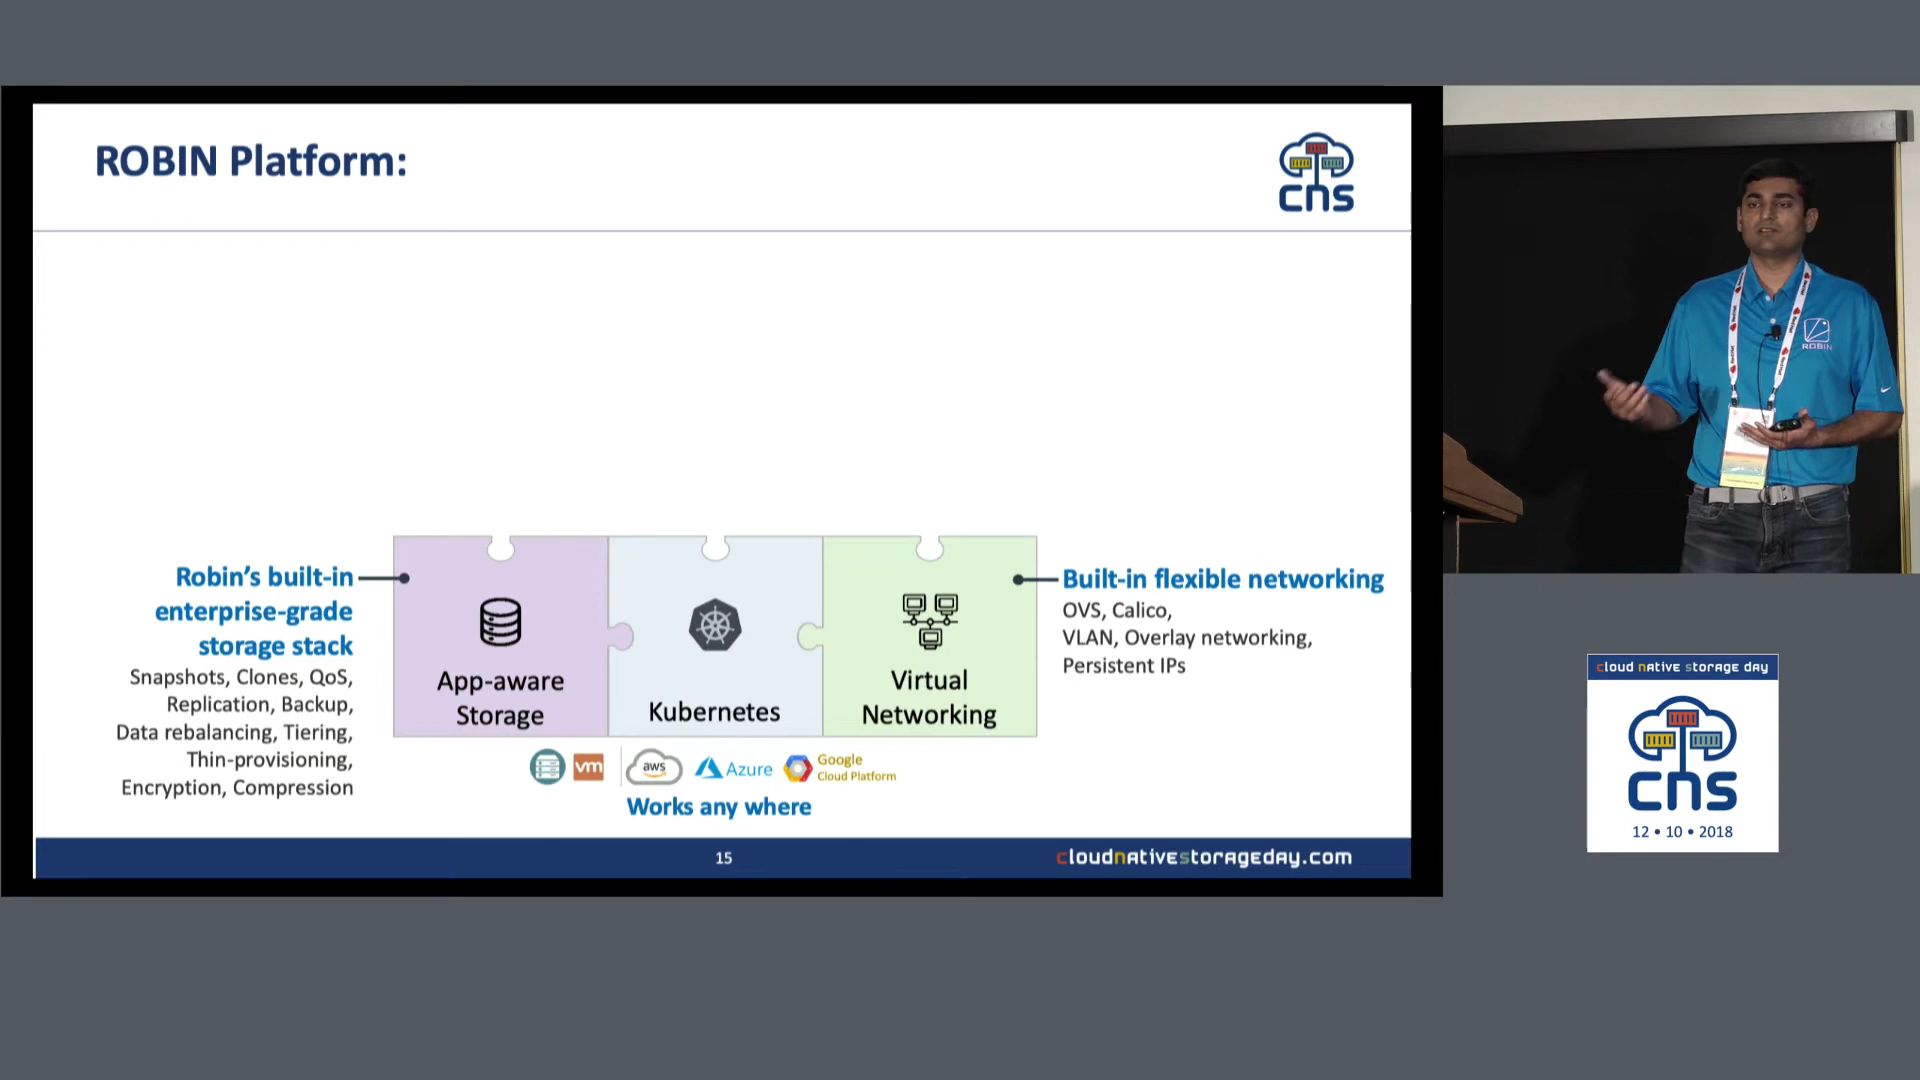 ROBIN Platform:
cns
Robin's built-in
enterprise-grade
storage stack
Snapshots, Clones, QoS,
Replication, Backup,
Data rebalancing, Tiering,
Thin-provisioning,
Encryption, Compression
App-aware
Storage
Kubernetes
Virtual
Networking
Built-in flexible networking
OVS, Calico,
VLAN, Overlay networking,
Persistent IPs
vm
aws
Azure
Google
Cloud Platform
Works any where
15
cloudnativestorageday.com
ROBIN
cloud native storage day
cns
12 • 10 • 2018